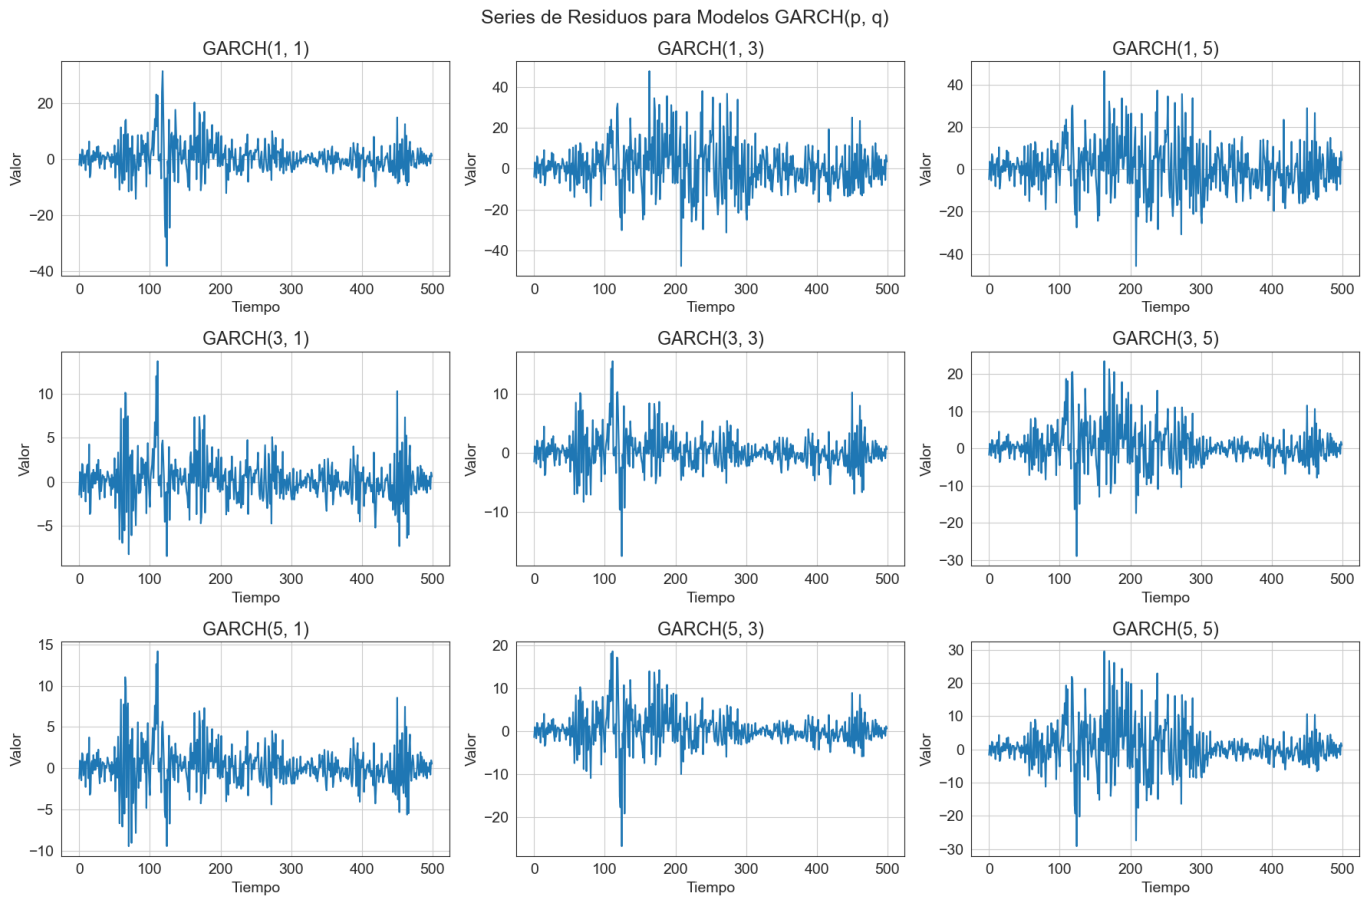 Series de Residuos para Modelos GARCH(p, q)
GARCH(1, 1)
Valor
20
0
−20
−40
0 100 200 300 400 500
Tiempo
GARCH(1, 3)
Valor
40
20
0
−20
−40
0 100 200 300 400 500
Tiempo
GARCH(1, 5)
Valor
40
20
0
−20
−40
0 100 200 300 400 500
Tiempo
GARCH(3, 1)
Valor
10
5
0
−5
0 100 200 300 400 500
Tiempo
GARCH(3, 3)
Valor
10
0
−10
0 100 200 300 400 500
Tiempo
GARCH(3, 5)
Valor
20
10
0
−10
−20
−30
0 100 200 300 400 500
Tiempo
GARCH(5, 1)
Valor
15
10
5
0
−5
−10
0 100 200 300 400 500
Tiempo
GARCH(5, 3)
Valor
20
10
0
−10
−20
0 100 200 300 400 500
Tiempo
GARCH(5, 5)
Valor
30
20
10
0
−10
−20
−30
0 100 200 300 400 500
Tiempo